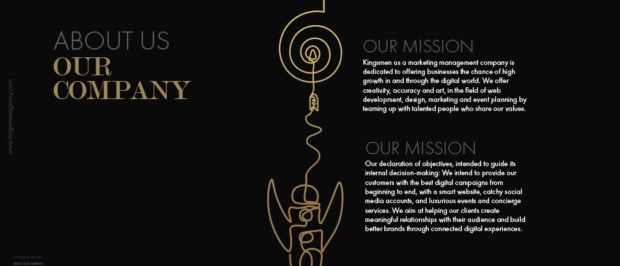 ABOUT US
OUR
COMPANY
www.kingsmenagency.com
OUR MISSION
Kingsmen as a marketing management company is
dedicated to offering businesses the chance of high
growth in and through the digital world. We offer
creativity, accuracy and art, in the field of web
development, design, marketing and event planning by
teaming up with talented people who share our values.
OUR MISSION
Our declaration of objectives, intended to guide its
internal decision-making: We intend to provide our
customers with the best digital campaigns from
beginning to end, with a smart website, catchy social
media accounts, and luxurious events and concierge
services. We aim at helping our clients create
meaningful relationships with their audience and build
better brands through connected digital experiences.